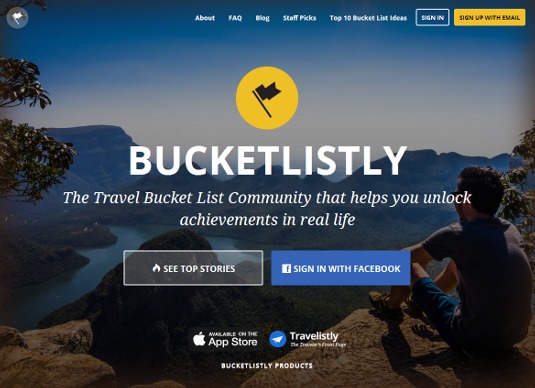 About FAQ Blog Staff Picks Top 10 Bucket List Ideas SIGN IN SIGN UP WITH EMAIL
BUCKETLISTLY
The Travel Bucket List Community that helps you unlock
achievements in real life
SEE TOP STORIES SIGN IN WITH FACEBOOK
AVAILABLE ON THE
App Store
Travelistly
The Traveler's Front Page
BUCKETLISTLY PRODUCTS